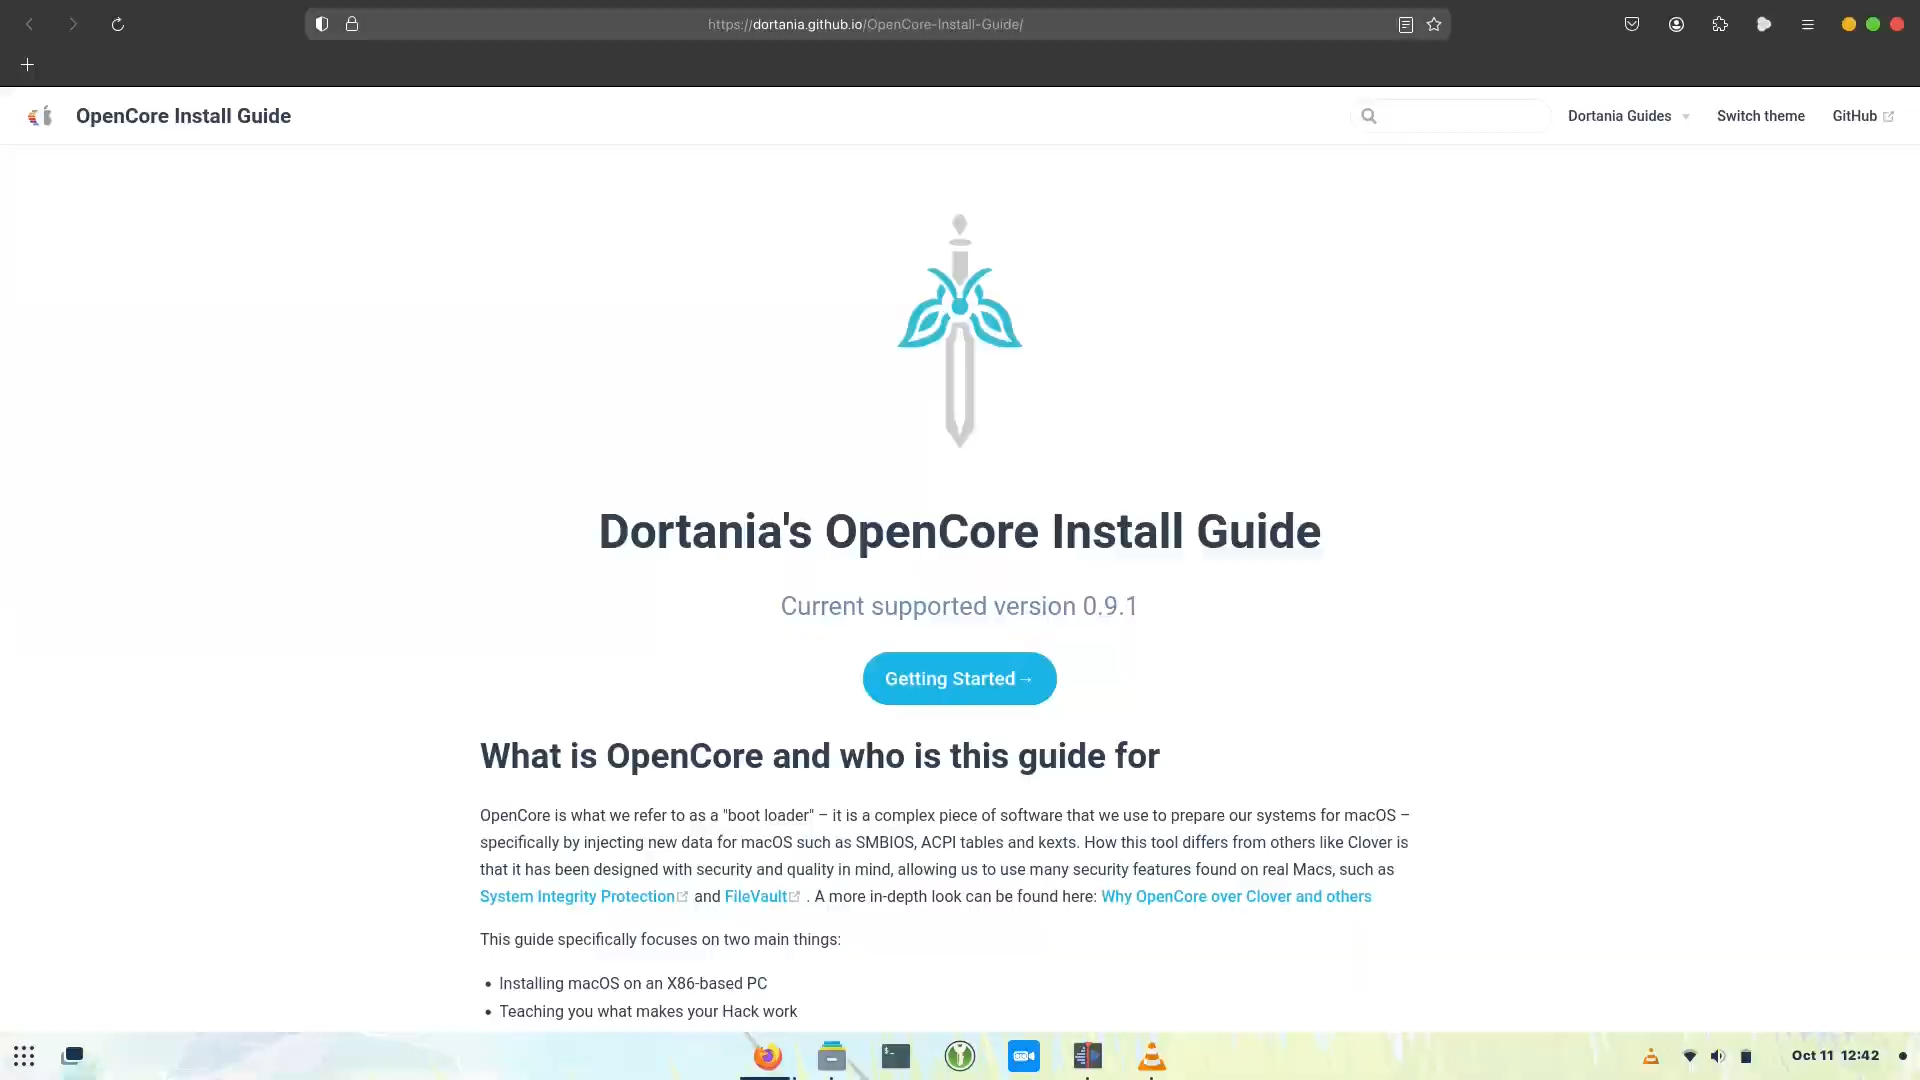 https://dortania.github.io/OpenCore-Install-Guide/
OpenCore Install Guide
Dortania Guides
Switch theme
GitHub
Dortania's OpenCore Install Guide
Current supported version 0.9.1
Getting Started→
What is OpenCore and who is this guide for
OpenCore is what we refer to as a "boot loader" – it is a complex piece of software that we use to prepare our systems for macOS –
specifically by injecting new data for macOS such as SMBIOS, ACPI tables and kexts. How this tool differs from others like Clover is
that it has been designed with security and quality in mind, allowing us to use many security features found on real Macs, such as
System Integrity Protection and FileVault . A more in-depth look can be found here: Why OpenCore over Clover and others
This guide specifically focuses on two main things:
• Installing macOS on an X86-based PC
• Teaching you what makes your Hack work
Oct 11 12:42